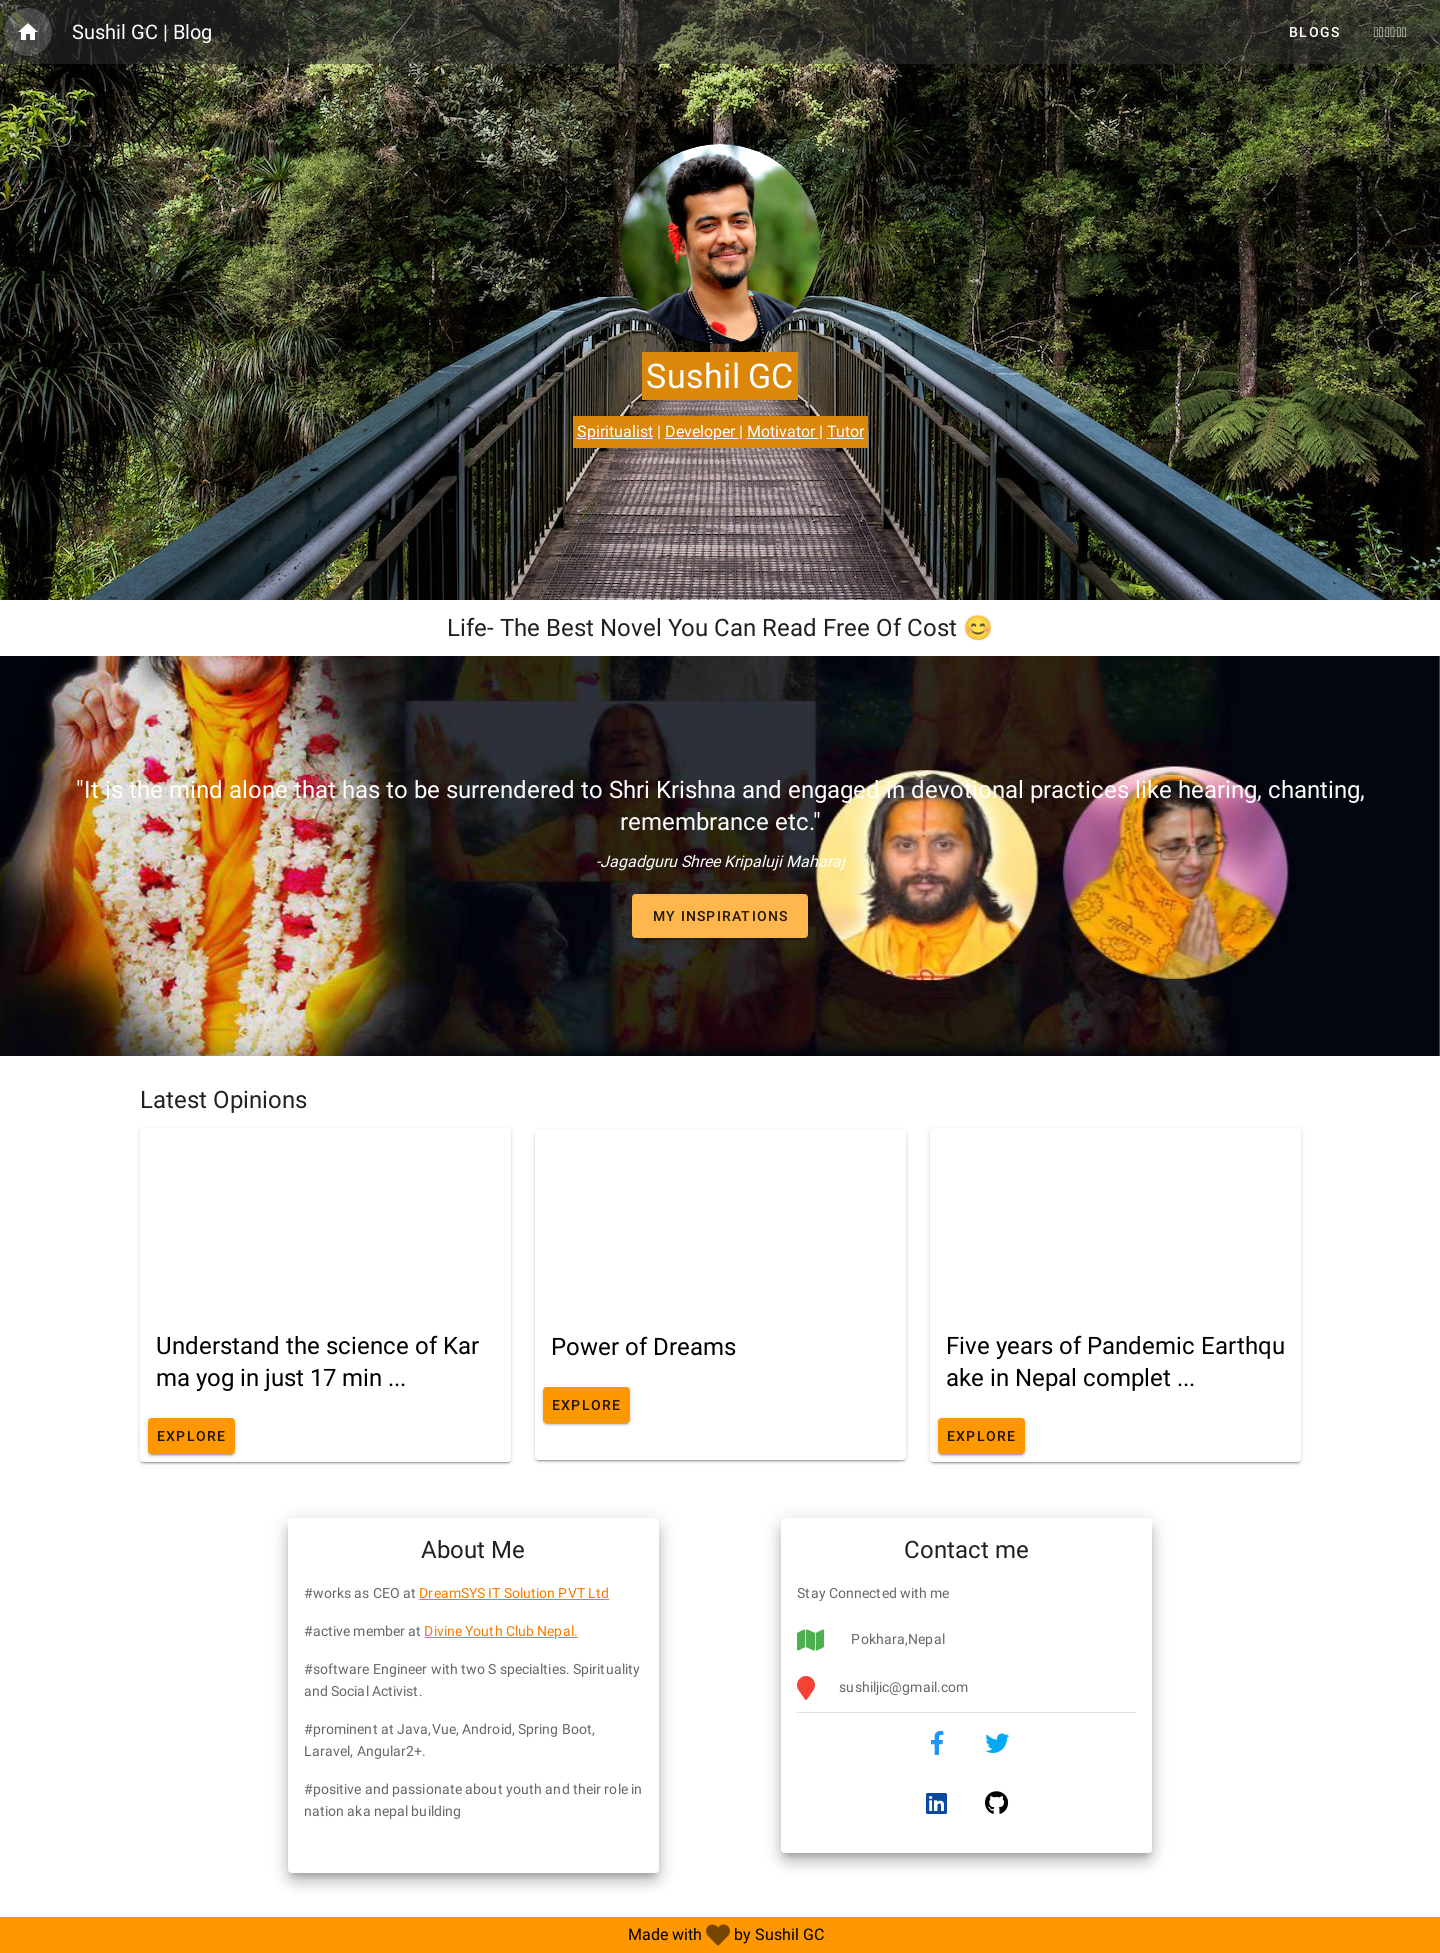 Sushil GC | Blog
BLOGS
Sushil GC
Spiritualist | Developer | Motivator | Tutor
Life- The Best Novel You Can Read Free Of Cost 😊
"It is the mind alone that has to be surrendered to Shri Krishna and engaged in devotional practices like hearing, chanting,
remembrance etc."
-Jagadguru Shree Kripaluji Maharaj
MY INSPIRATIONS
Latest Opinions
Understand the science of Kar
ma yog in just 17 min ...
EXPLORE
Power of Dreams
EXPLORE
Five years of Pandemic Earthqu
ake in Nepal complet ...
EXPLORE
About Me
#works as CEO at DreamSYS IT Solution PVT Ltd
#active member at Divine Youth Club Nepal.
#software Engineer with two S specialties. Spirituality
and Social Activist.
#prominent at Java,Vue, Android, Spring Boot,
Laravel, Angular2+.
#positive and passionate about youth and their role in
nation aka nepal building
Contact me
Stay Connected with me
Pokhara,Nepal
sushiljic@gmail.com
Made with 🖤 by Sushil GC